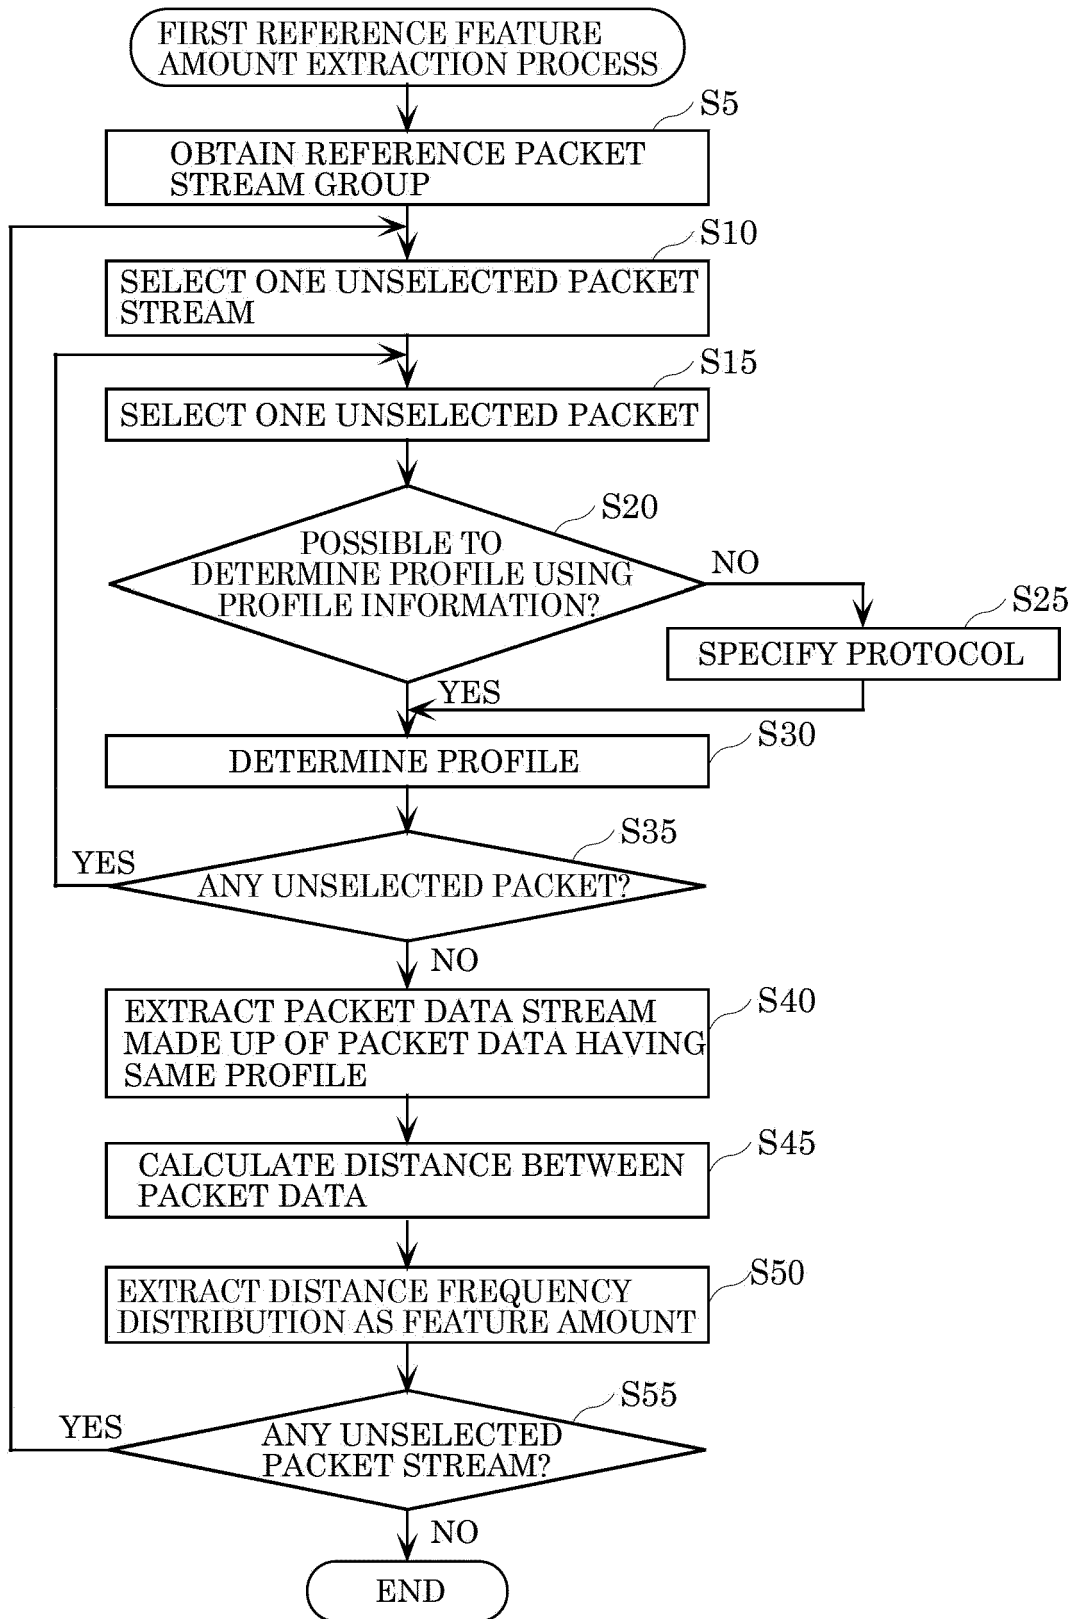 FIRST REFERENCE FEATURE
AMOUNT EXTRACTION PROCESS
S5
OBTAIN REFERENCE PACKET
STREAM GROUP
S10
SELECT ONE UNSELECTED PACKET
STREAM
S15
SELECT ONE UNSELECTED PACKET
S20
POSSIBLE TO
DETERMINE PROFILE USING
PROFILE INFORMATION?
NO
S25
SPECIFY PROTOCOL
YES
S30
DETERMINE PROFILE
S35
YES
ANY UNSELECTED PACKET?
NO
S40
EXTRACT PACKET DATA STREAM
MADE UP OF PACKET DATA HAVING
SAME PROFILE
S45
CALCULATE DISTANCE BETWEEN
PACKET DATA
S50
EXTRACT DISTANCE FREQUENCY
DISTRIBUTION AS FEATURE AMOUNT
S55
YES
ANY UNSELECTED
PACKET STREAM?
NO
END